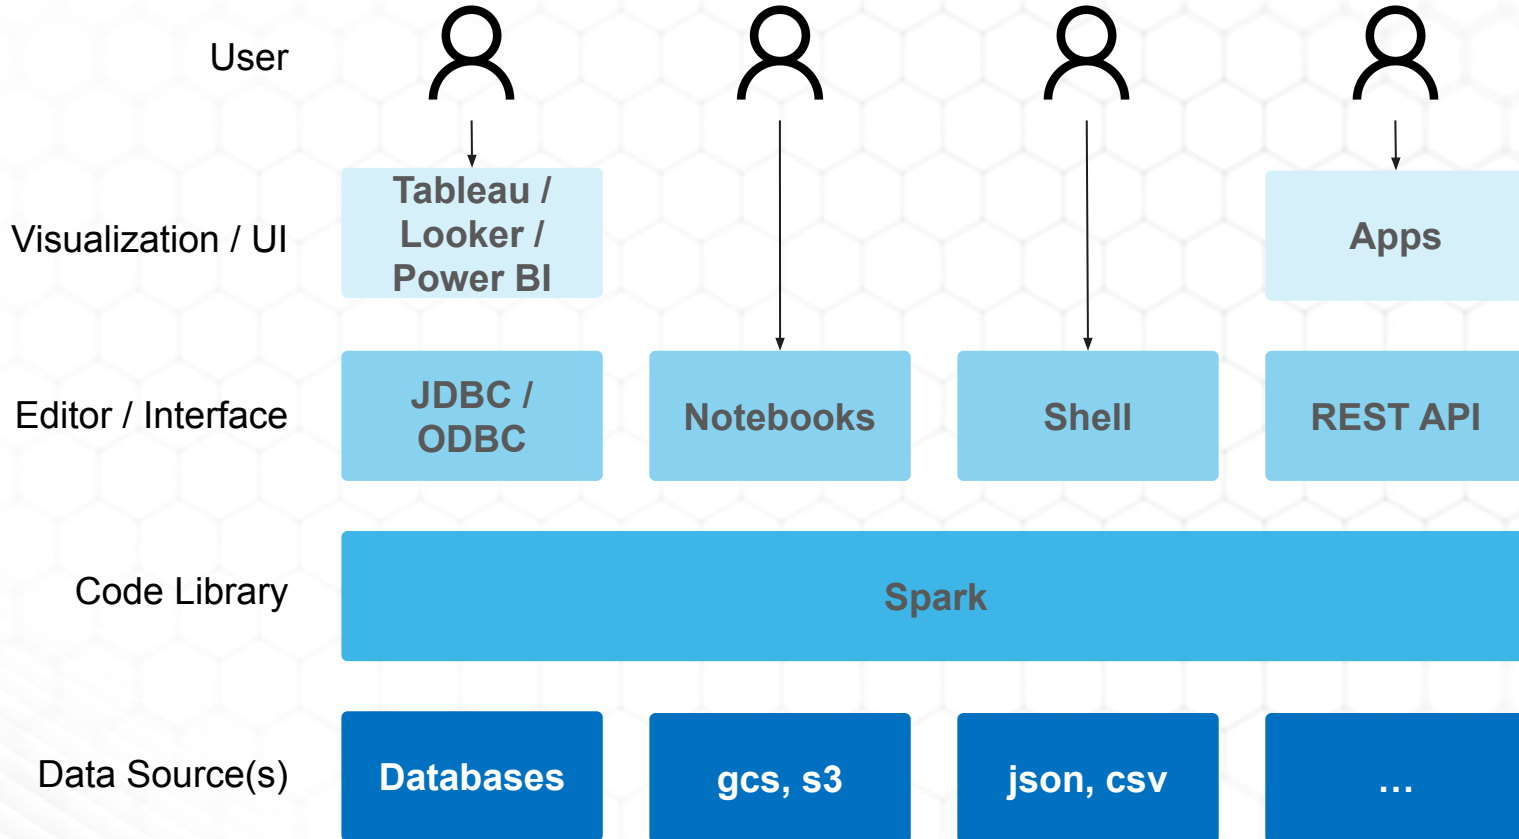 User
Visualization / UI
Tableau /
Looker /
Power BI
Apps
Editor / Interface
JDBC /
ODBC
Notebooks
Shell
REST API
Code Library
Spark
Data Source(s)
Databases
gcs, s3
json, csv
...